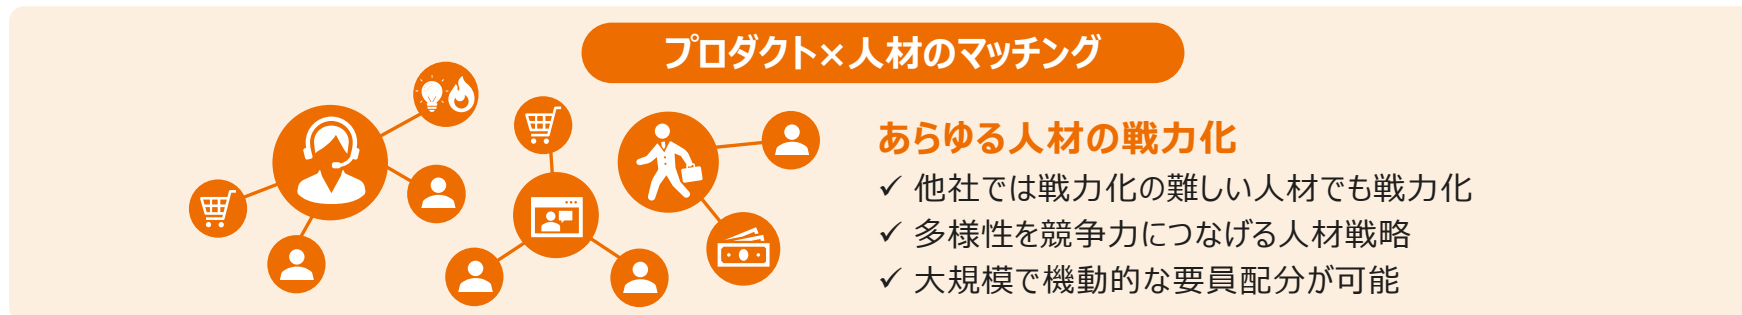 プロダクト×人材のマッチング
あらゆる人材の戦力化
✓ 他社では戦力化の難しい人材でも戦力化
✓ 多様性を競争力につなげる人材戦略
✓ 大規模で機動的な要員配分が可能